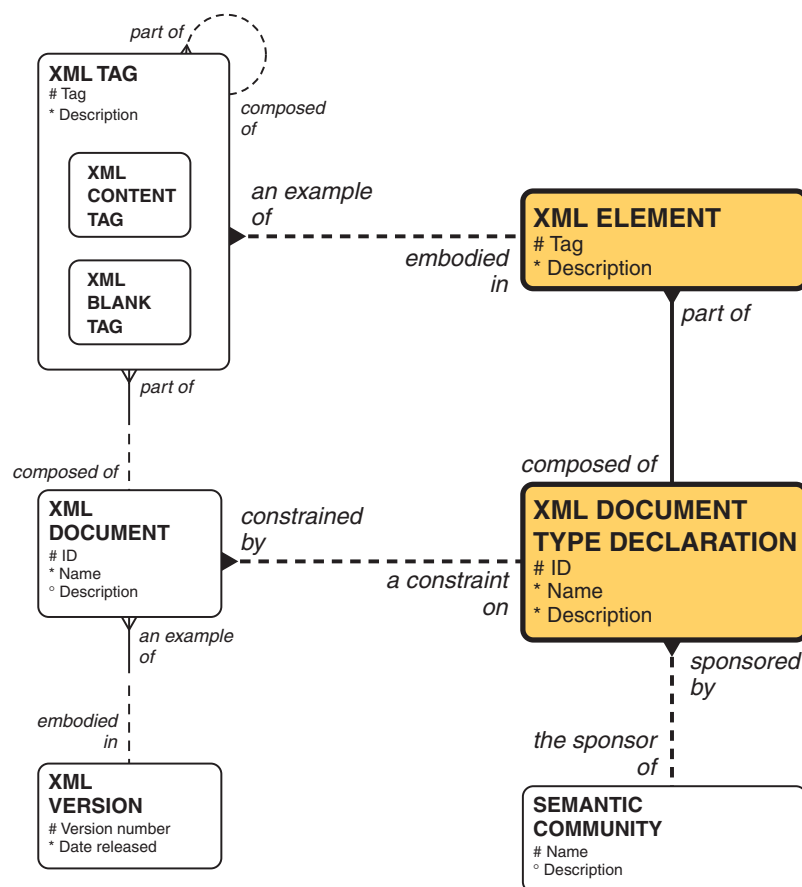 part of
XML TAG
# Tag
* Description
composed
of
XML
CONTENT
TAG
XML
BLANK
TAG
an example
of
embodied
in
XML ELEMENT
# Tag
* Description
part of
part of
composed of
composed of
XML
DOCUMENT
# ID
* Name
° Description
constrained
by
a constraint
on
XML DOCUMENT
TYPE DECLARATION
# ID
* Name
* Description
an example
of
sponsored
by
embodied
in
the sponsor
of
XML
VERSION
# Version number
* Date released
SEMANTIC
COMMUNITY
# Name
° Description